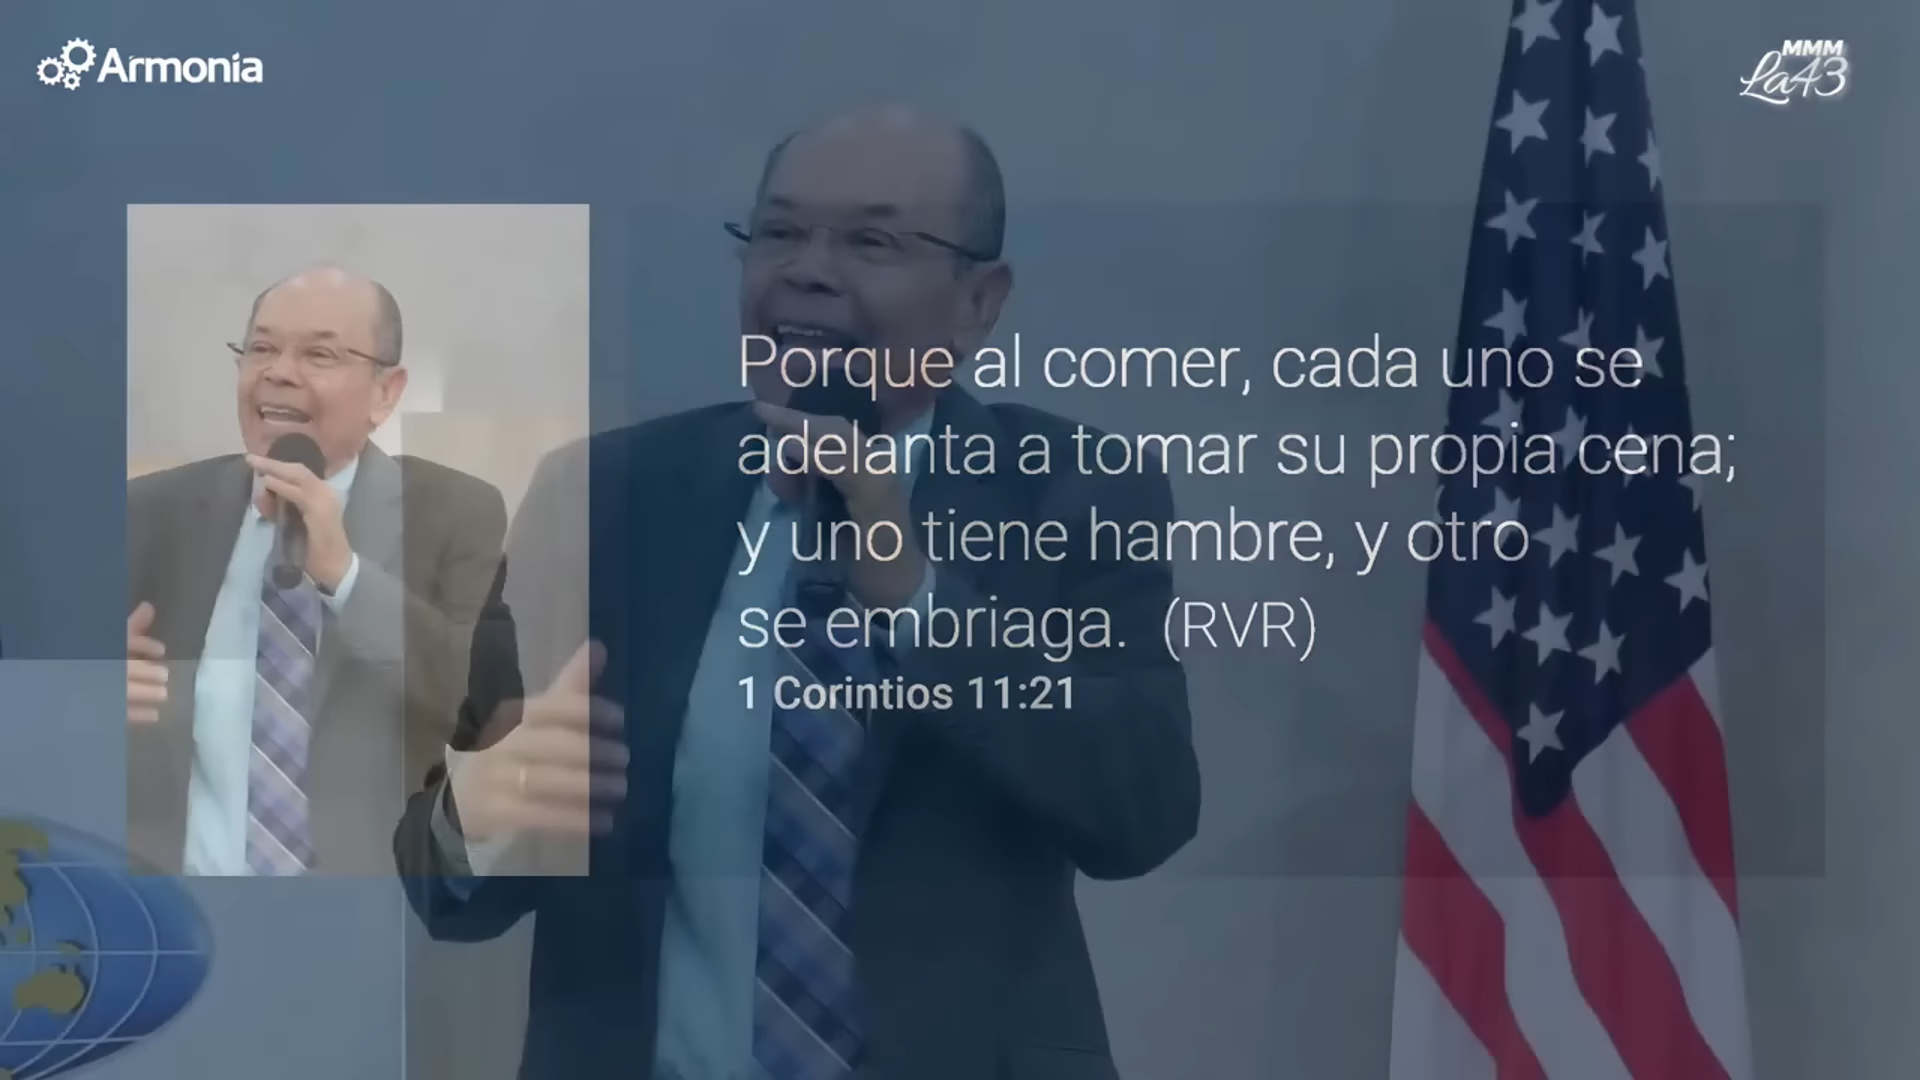 Armonía
MMM
La43
Porque al comer, cada uno se
adelanta a tomar su propia cena;
y uno tiene hambre, y otro
se embriaga. (RVR)
1 Corintios 11:21